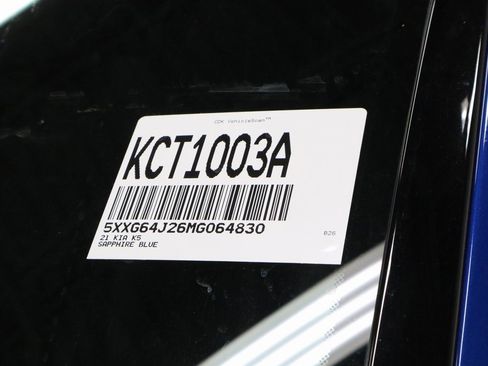 CDK VehicleScan™
KCT1003A
5XXG64J26MG064830
21 KIA K5
SAPPHIRE BLUE
B26